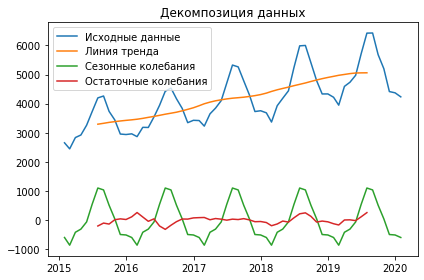 Декомпозиция данных
Исходные данные
Линия тренда
Сезонные колебания
Остаточные колебания
6000
5000
4000
3000
2000
1000
0
−1000
2015 2016 2017 2018 2019 2020